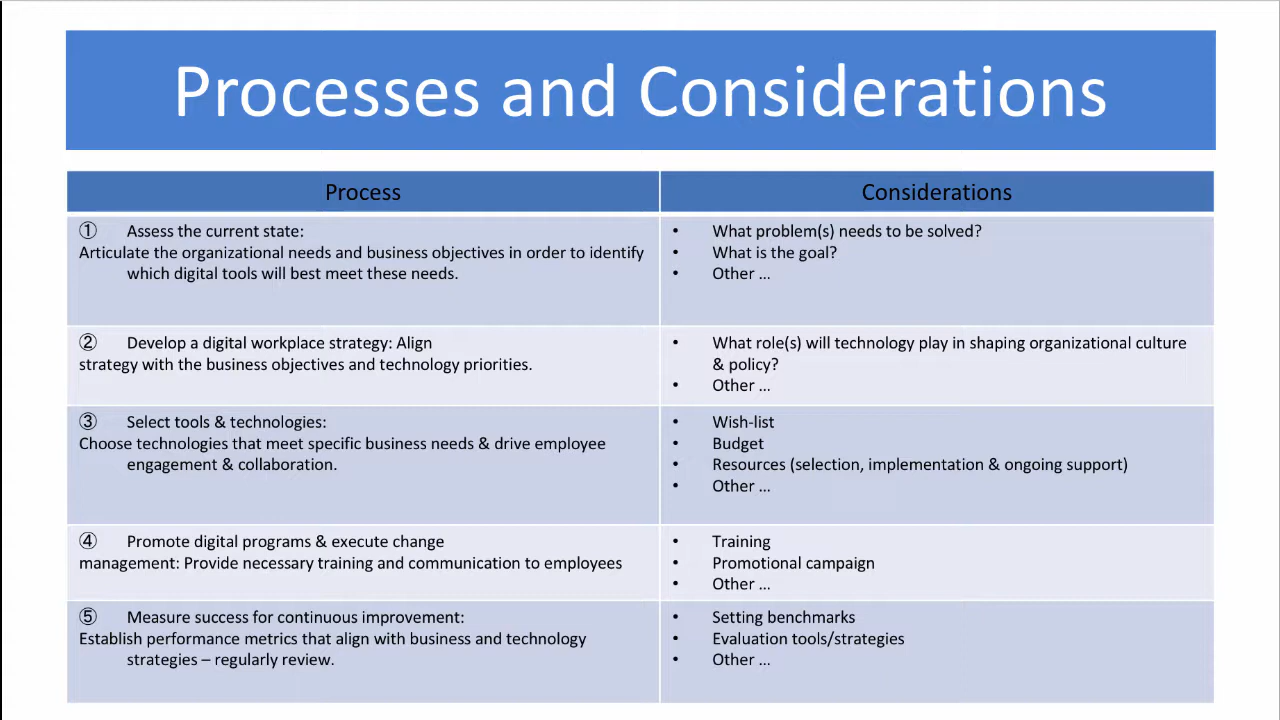 Processes and Considerations
Process
Considerations
① Assess the current state:
Articulate the organizational needs and business objectives in order to identify
which digital tools will best meet these needs.
• What problem(s) needs to be solved?
• What is the goal?
• Other ...
② Develop a digital workplace strategy: Align
strategy with the business objectives and technology priorities.
• What role(s) will technology play in shaping organizational culture
& policy?
• Other ...
③ Select tools & technologies:
Choose technologies that meet specific business needs & drive employee
engagement & collaboration.
• Wish-list
• Budget
• Resources (selection, implementation & ongoing support)
• Other ...
④ Promote digital programs & execute change
management: Provide necessary training and communication to employees
• Training
• Promotional campaign
• Other ...
⑤ Measure success for continuous improvement:
Establish performance metrics that align with business and technology
strategies – regularly review.
• Setting benchmarks
• Evaluation tools/strategies
• Other ...